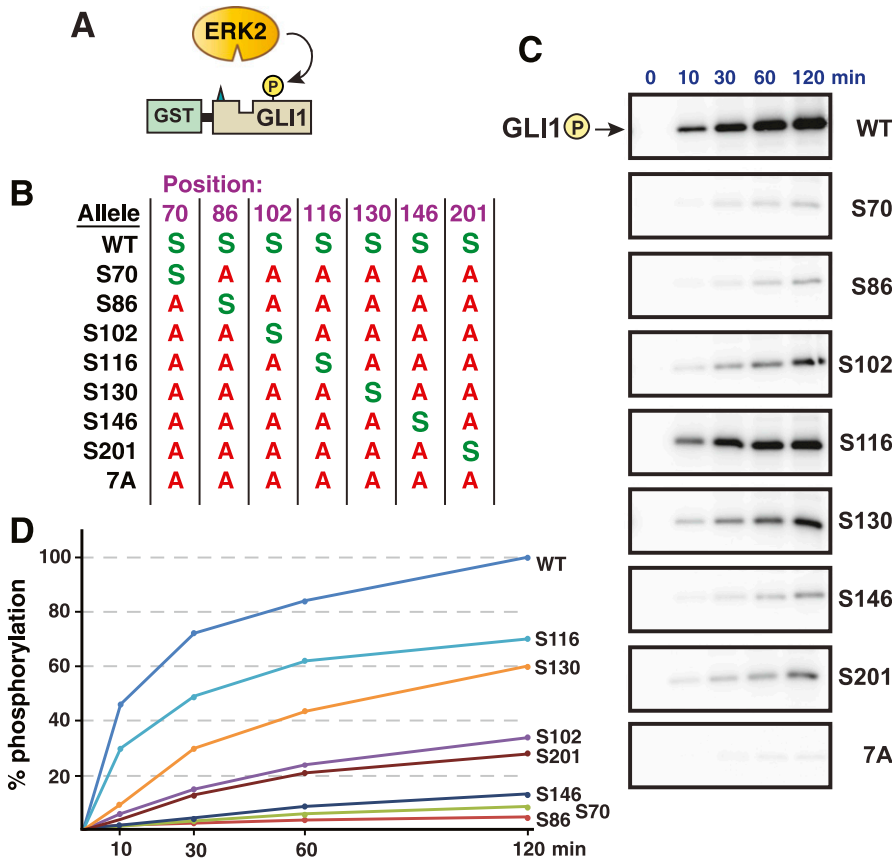 A
ERK2
P
GST
GLI1
B
Position:
Allele 70 86 102 116 130 146 201
WT S S S S S S S
S70 S A A A A A A
S86 A S A A A A A
S102 A A S A A A A
S116 A A A S A A A
S130 A A A A S A A
S146 A A A A A S A
S201 A A A A A A S
7A A A A A A A A
C
0 10 30 60 120 min
GLI1 P
WT
S70
S86
S102
S116
S130
S146
S201
7A
D
% phosphorylation
100
80
60
40
20
WT
S116
S130
S102
S201
S146
S70
S86
10 30 60 120 min